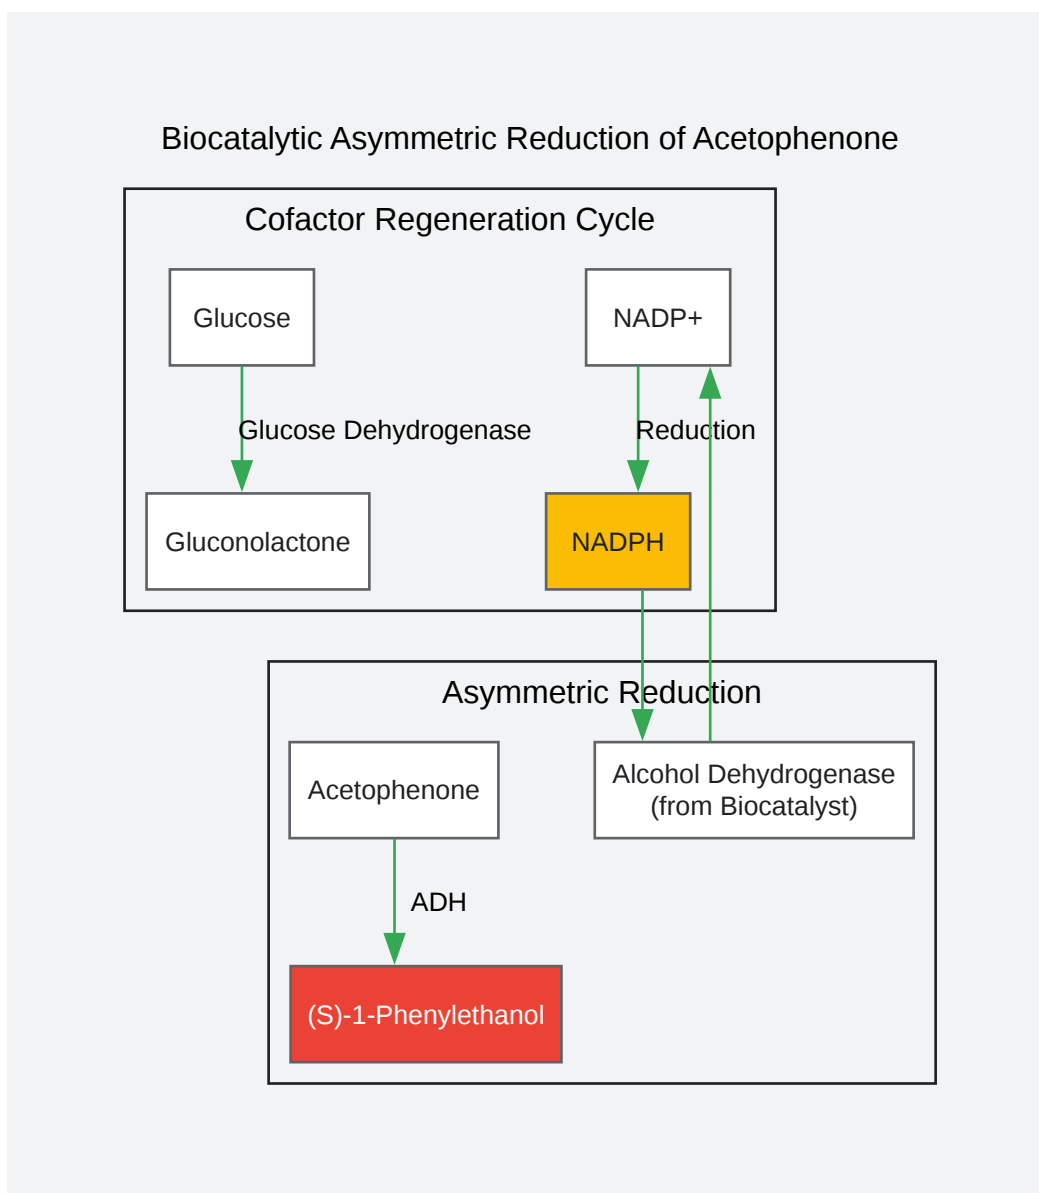 Biocatalytic Asymmetric Reduction of Acetophenone
Cofactor Regeneration Cycle
Glucose
NADP+
Glucose Dehydrogenase
Reduction
Gluconolactone
NADPH
Asymmetric Reduction
Acetophenone
Alcohol Dehydrogenase
(from Biocatalyst)
ADH
(S)-1-Phenylethanol